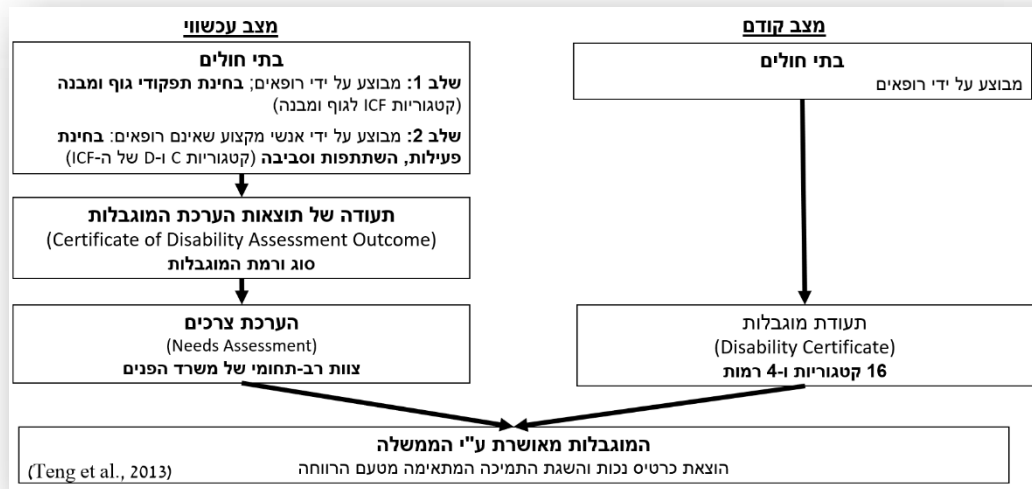 מצב קודם
בתי חולים
מבוצע על ידי רופאים
תעודת מוגבלות
(Disability Certificate)
16 קטגוריות ו-4 רמות
מצב עכשווי
בתי חולים
שלב 1: מבוצע על ידי רופאים; בחינת תפקודי גוף ומבנה
(קטגוריות ICF לגוף ומבנה)
שלב 2: מבוצע על ידי אנשי מקצוע שאינם רופאים: בחינת
פעילות, השתתפות וסביבה (קטגוריות C ו-D של ה-ICF)
תעודה של תוצאות הערכת המוגבלות
(Certificate of Disability Assessment Outcome)
סוג ורמת המוגבלות
הערכת צרכים
(Needs Assessment)
צוות רב-תחומי של משרד הפנים
המוגבלות מאושרת ע"י הממשלה
הוצאת כרטיס נכות והשגת התמיכה המתאימה מטעם הרווחה
(Teng et al., 2013)